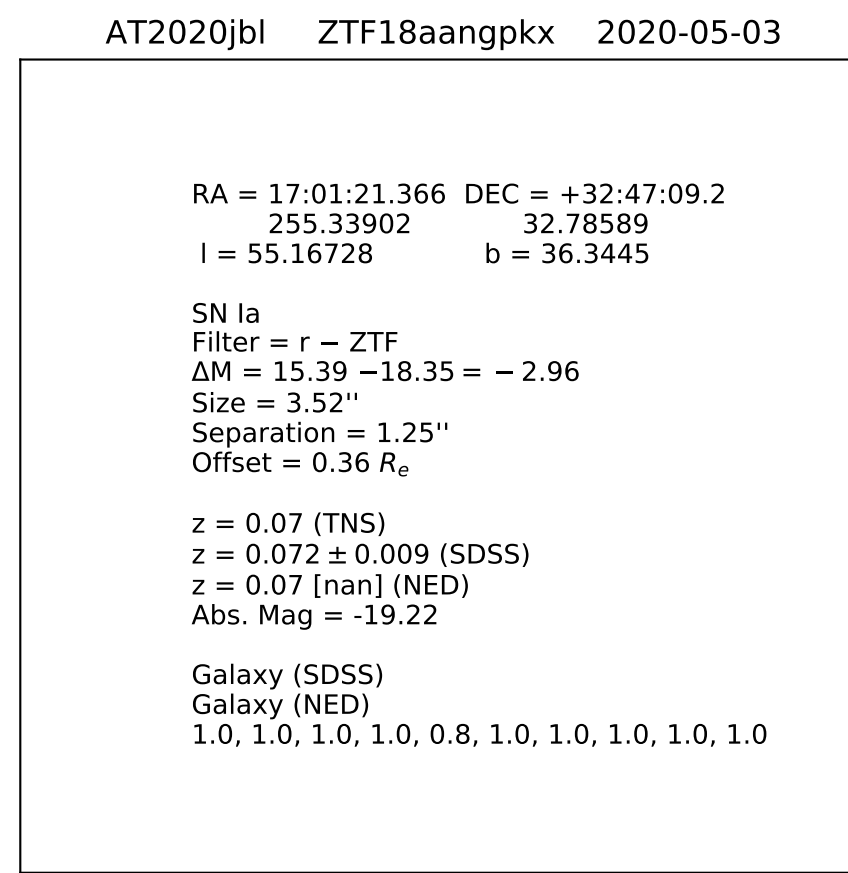 AT2020jbl ZTF18aangpkx 2020-05-03
RA = 17:01:21.366 DEC = +32:47:09.2
255.33902 32.78589
l = 55.16728 b = 36.3445
SN Ia
Filter = r − ZTF
ΔM = 15.39 −18.35 = − 2.96
Size = 3.52''
Separation = 1.25''
Offset = 0.36 Re
z = 0.07 (TNS)
z = 0.072 ± 0.009 (SDSS)
z = 0.07 [nan] (NED)
Abs. Mag = -19.22
Galaxy (SDSS)
Galaxy (NED)
1.0, 1.0, 1.0, 1.0, 0.8, 1.0, 1.0, 1.0, 1.0, 1.0